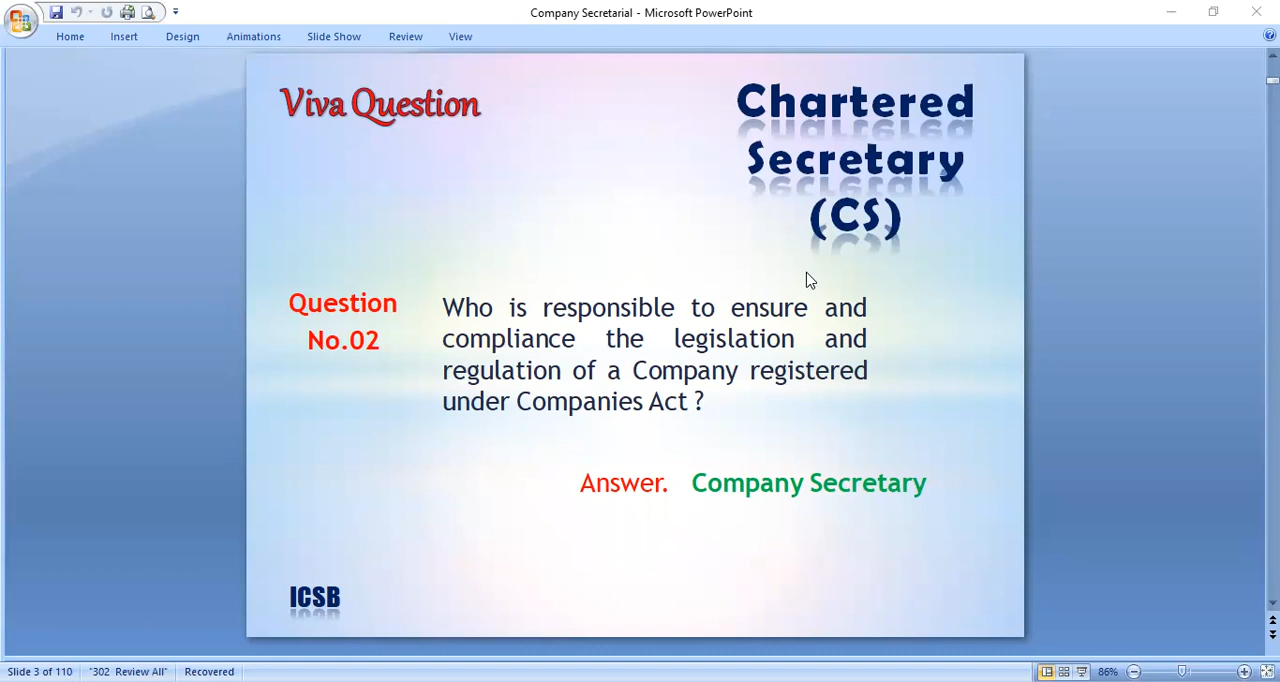 Company Secretarial - Microsoft PowerPoint
Home Insert Design Animations Slide Show Review View
Viva Question
Chartered
Secretary
(CS)
Question
No.02
Who is responsible to ensure and
compliance the legislation and
regulation of a Company registered
under Companies Act ?
Answer. Company Secretary
ICSB
Slide 3 of 110 "302 Review All" Recovered 86%